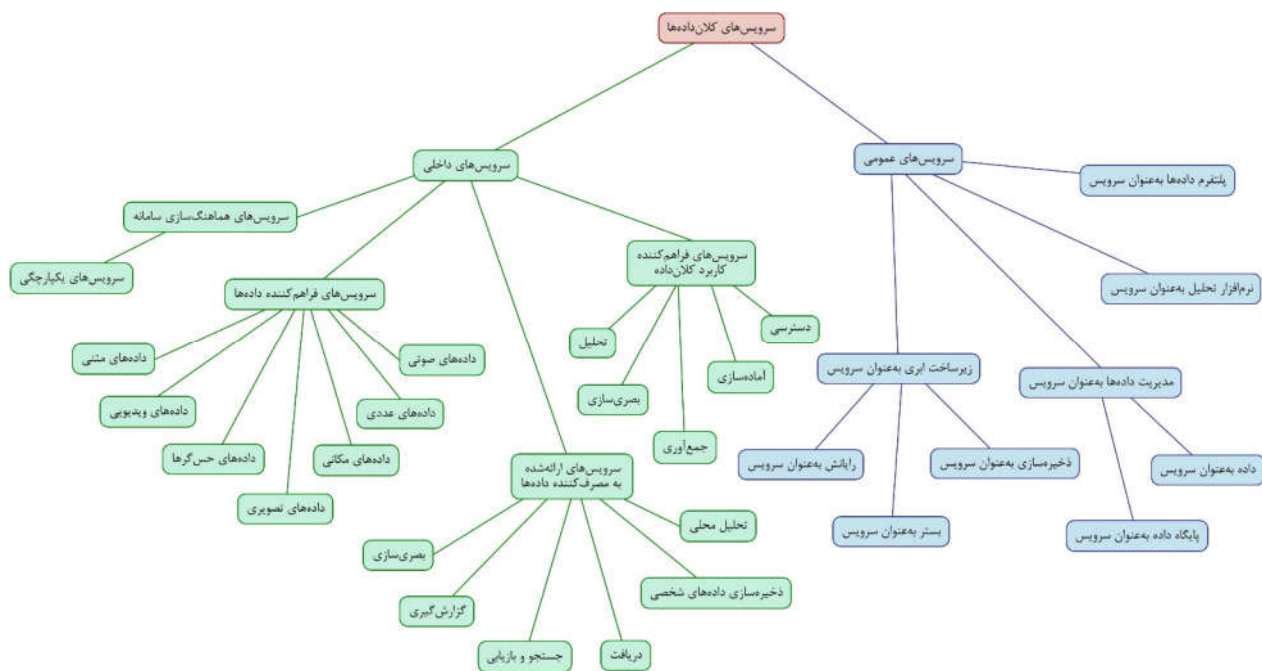 سرویس‌های کلان‌داده‌ها
سرویس‌های عمومی
پلتفرم داده‌ها به‌عنوان سرویس
نرم‌افزار تحلیل به‌عنوان سرویس
مدیریت داده‌ها به‌عنوان سرویس
داده به‌عنوان سرویس
پایگاه داده به‌عنوان سرویس
زیرساخت ابری به‌عنوان سرویس
ذخیره‌سازی به‌عنوان سرویس
بستر به‌عنوان سرویس
رایانش به‌عنوان سرویس
سرویس‌های داخلی
سرویس‌های فراهم‌کننده
کاربرد کلان‌داده
دسترسی
آماده‌سازی
جمع‌آوری
بصری‌سازی
تحلیل
سرویس‌های ارائه‌شده
به مصرف‌کننده داده‌ها
تحلیل محلی
ذخیره‌سازی داده‌های شخصی
دریافت
جستجو و بازیابی
گزارش‌گیری
بصری‌سازی
سرویس‌های فراهم‌کننده داده‌ها
داده‌های صوتی
داده‌های عددی
داده‌های مکانی
داده‌های تصویری
داده‌های حس‌گرها
داده‌های ویدیویی
داده‌های متنی
سرویس‌های هماهنگ‌سازی سامانه
سرویس‌های یکپارچگی